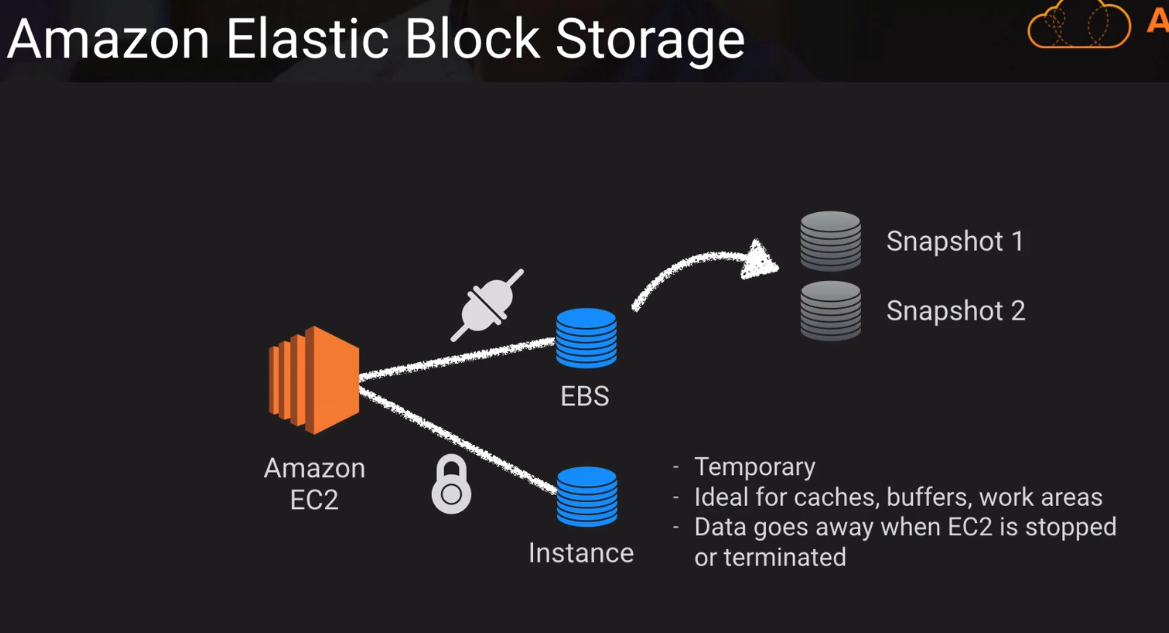 Amazon Elastic Block Storage
A
Snapshot 1
Snapshot 2
EBS
Amazon
EC2
- Temporary
- Ideal for caches, buffers, work areas
- Data goes away when EC2 is stopped
or terminated
Instance